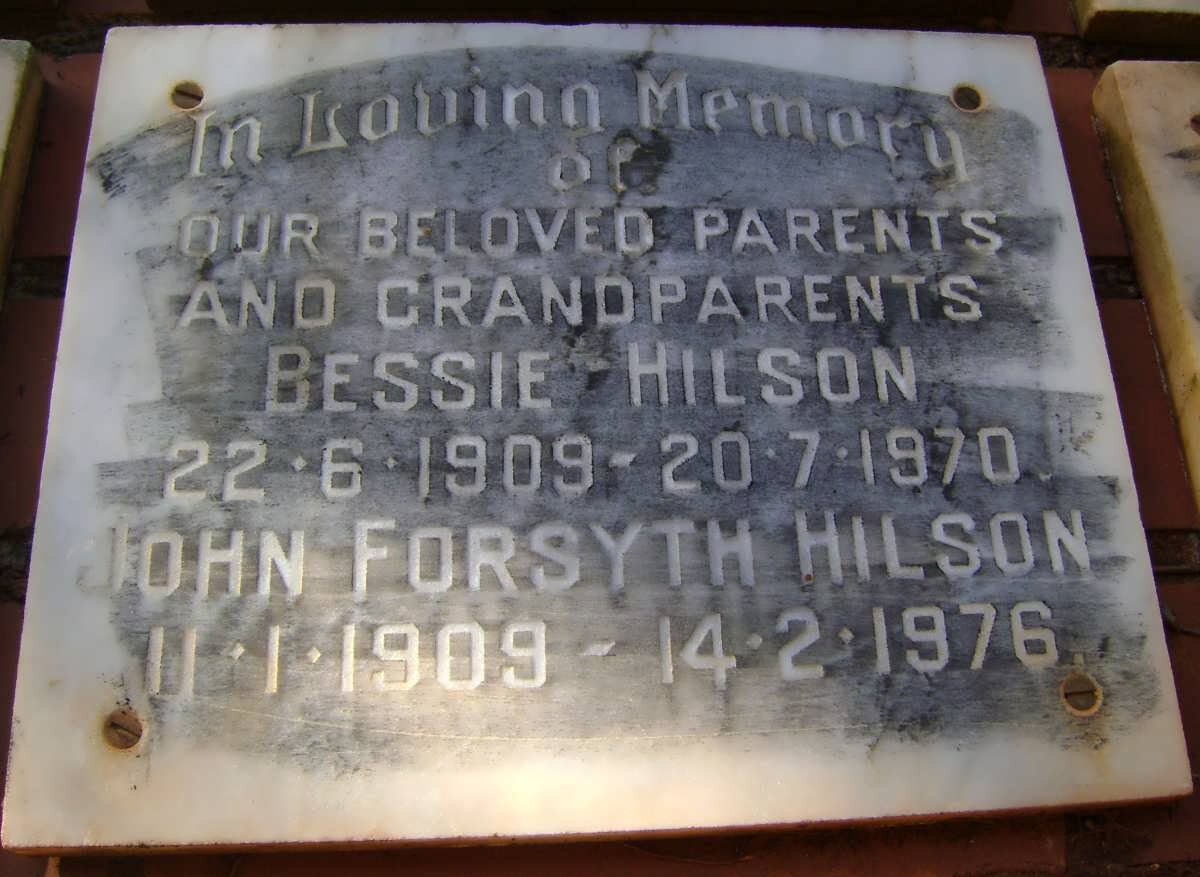 In Loving Memory
of
OUR BELOVED PARENTS
AND GRANDPARENTS
BESSIE HILSON
22·6·1909-20·7·1970.
JOHN FORSYTH HILSON
11·1·1909 - 14·2·1976.